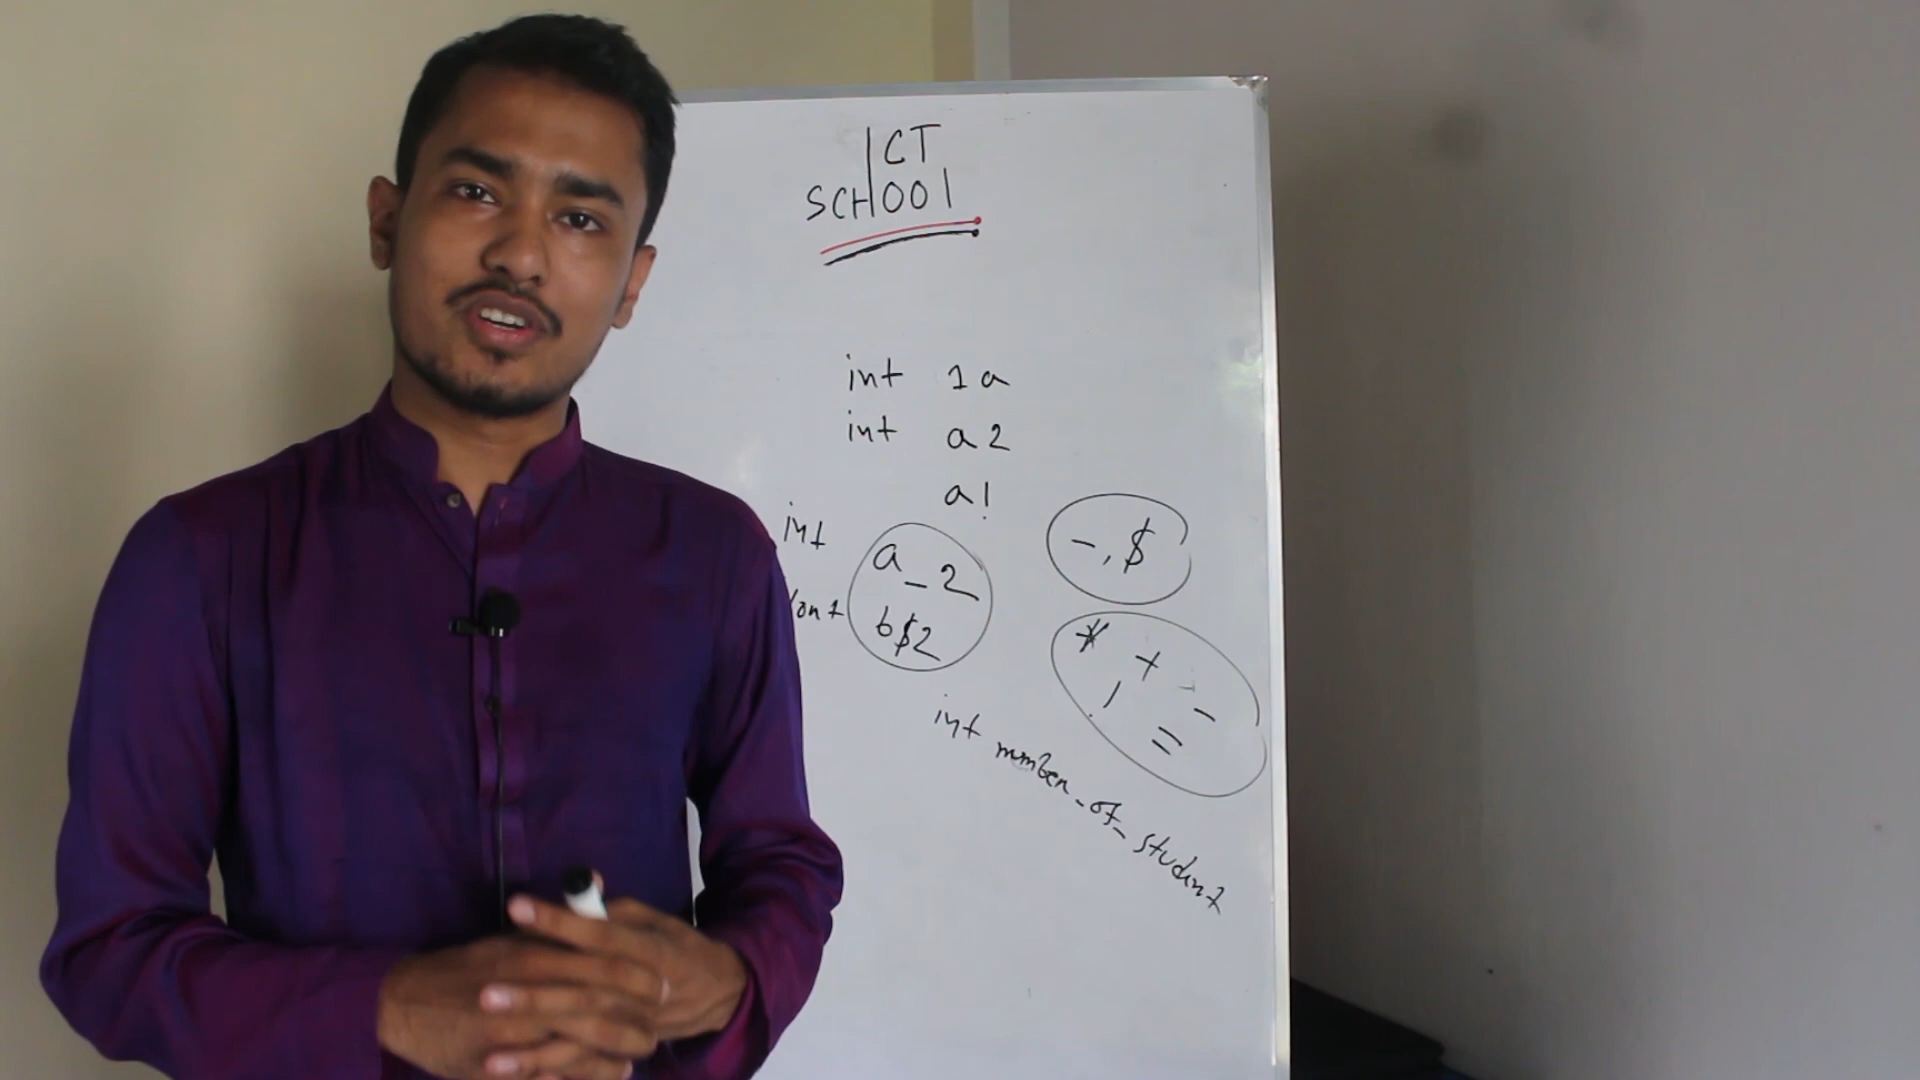 ICT
SCHOOl
int 1a
int a2
a!
int a_2
b$2
-, $
* + -
! =
int number_of_student